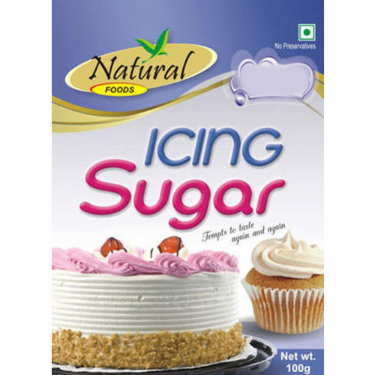 Natural
FOODS
No Preservatives
ICING
Sugar
Tempts to taste
again and again
Net wt.
100g